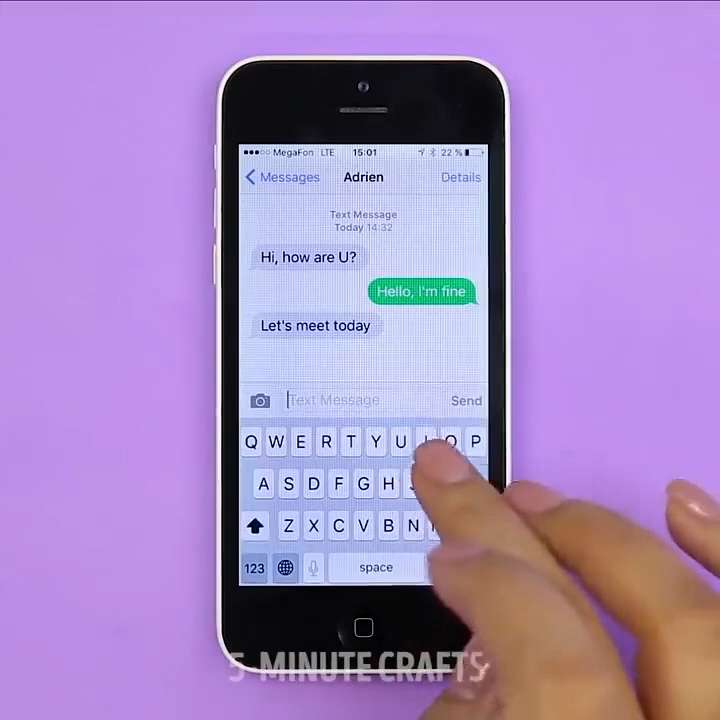 MegaFon LTE 15:01 22 %
Messages Adrien Details
Text Message
Today 14:32
Hi, how are U?
Hello, I'm fine
Let's meet today
Text Message Send
Q W E R T Y U I O P
A S D F G H
Z X C V B N
123 space
5-MINUTE CRAFTS